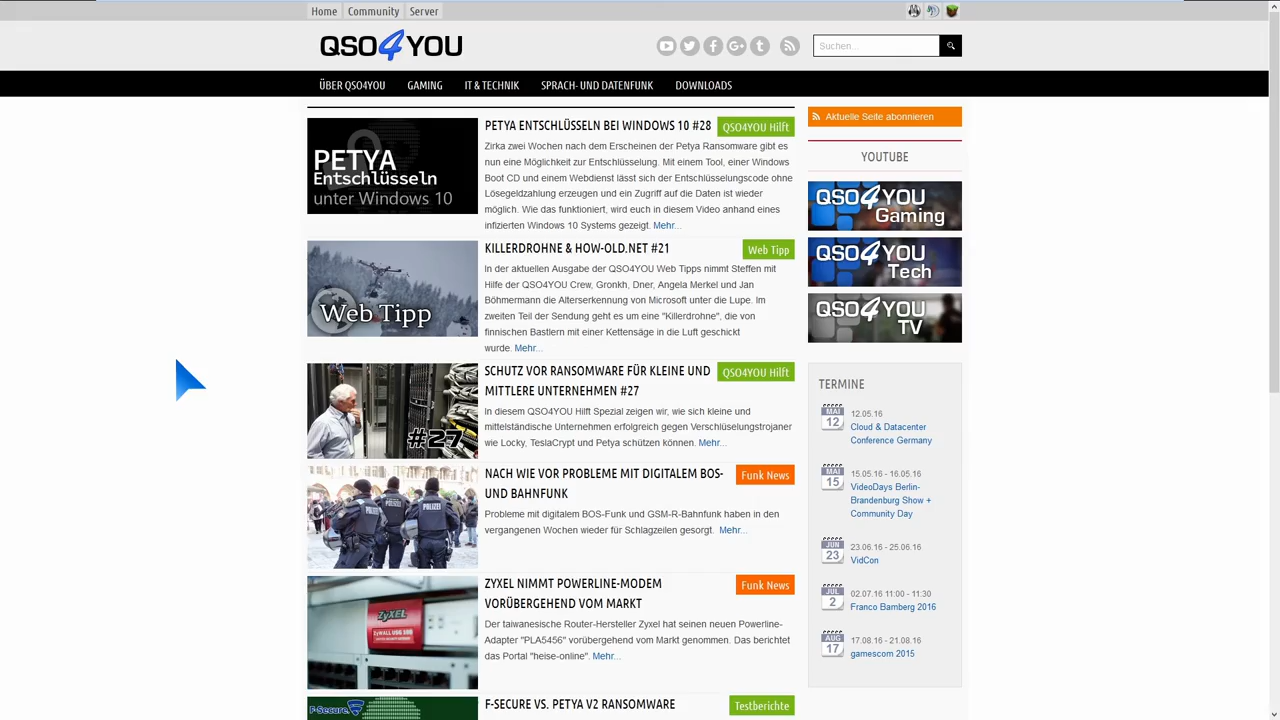 Home Community Server
QSO4YOU
Suchen...
ÜBER QSO4YOU GAMING IT & TECHNIK SPRACH- UND DATENFUNK DOWNLOADS
PETYA
Entschlüsseln
unter Windows 10
PETYA ENTSCHLÜSSELN BEI WINDOWS 10 #28
QSO4YOU Hilft
Zirka zwei Wochen nach dem Erscheinen der Petya Ransomware gibt es
nun eine Möglichkeit zur Entschlüsselung. Mit einem Tool, einer Windows
Boot CD und einem Webdienst lässt sich der Entschlüsselungscode ohne
Lösegeldzahlung erzeugen und ein Zugriff auf die Daten ist wieder
möglich. Wie das funktioniert, wird euch in diesem Video anhand eines
infizierten Windows 10 Systems gezeigt. Mehr...
Web Tipp
KILLERDROHNE & HOW-OLD.NET #21
Web Tipp
In der aktuellen Ausgabe der QSO4YOU Web Tipps nimmt Steffen mit
Hilfe der QSO4YOU Crew, Gronkh, Dner, Angela Merkel und Jan
Böhmermann die Alterserkennung von Microsoft unter die Lupe. Im
zweiten Teil der Sendung geht es um eine "Killerdrohne", die von
finnischen Bastlern mit einer Kettensäge in die Luft geschickt
wurde. Mehr...
#27
SCHUTZ VOR RANSOMWARE FÜR KLEINE UND
MITTLERE UNTERNEHMEN #27
QSO4YOU Hilft
In diesem QSO4YOU Hilft Spezial zeigen wir, wie sich kleine und
mittelständische Unternehmen erfolgreich gegen Verschlüselungstrojaner
wie Locky, TeslaCrypt und Petya schützen können. Mehr...
POLIZEI POLIZEI
NACH WIE VOR PROBLEME MIT DIGITALEM BOS-
UND BAHNFUNK
Funk News
Probleme mit digitalem BOS-Funk und GSM-R-Bahnfunk haben in den
vergangenen Wochen wieder für Schlagzeilen gesorgt. Mehr...
ZyXEL
ZyWALL USG 100
ZYXEL NIMMT POWERLINE-MODEM
VORÜBERGEHEND VOM MARKT
Funk News
Der taiwanesische Router-Hersteller Zyxel hat seinen neuen Powerline-
Adapter "PLA5456" vorübergehend vom Markt genommen. Das berichtet
das Portal "heise-online". Mehr...
F-Secure
F-SECURE VS. PETYA V2 RANSOMWARE
Testberichte
Aktuelle Seite abonnieren
YOUTUBE
QSO4YOU
Gaming
QSO4YOU
Tech
QSO4YOU
TV
TERMINE
MAI
12
12.05.16
Cloud & Datacenter
Conference Germany
MAI
15
15.05.16 - 16.05.16
VideoDays Berlin-
Brandenburg Show +
Community Day
JUN
23
23.06.16 - 25.06.16
VidCon
JUL
2
02.07.16 11:00 - 11:30
Franco Bamberg 2016
AUG
17
17.08.16 - 21.08.16
gamescom 2015